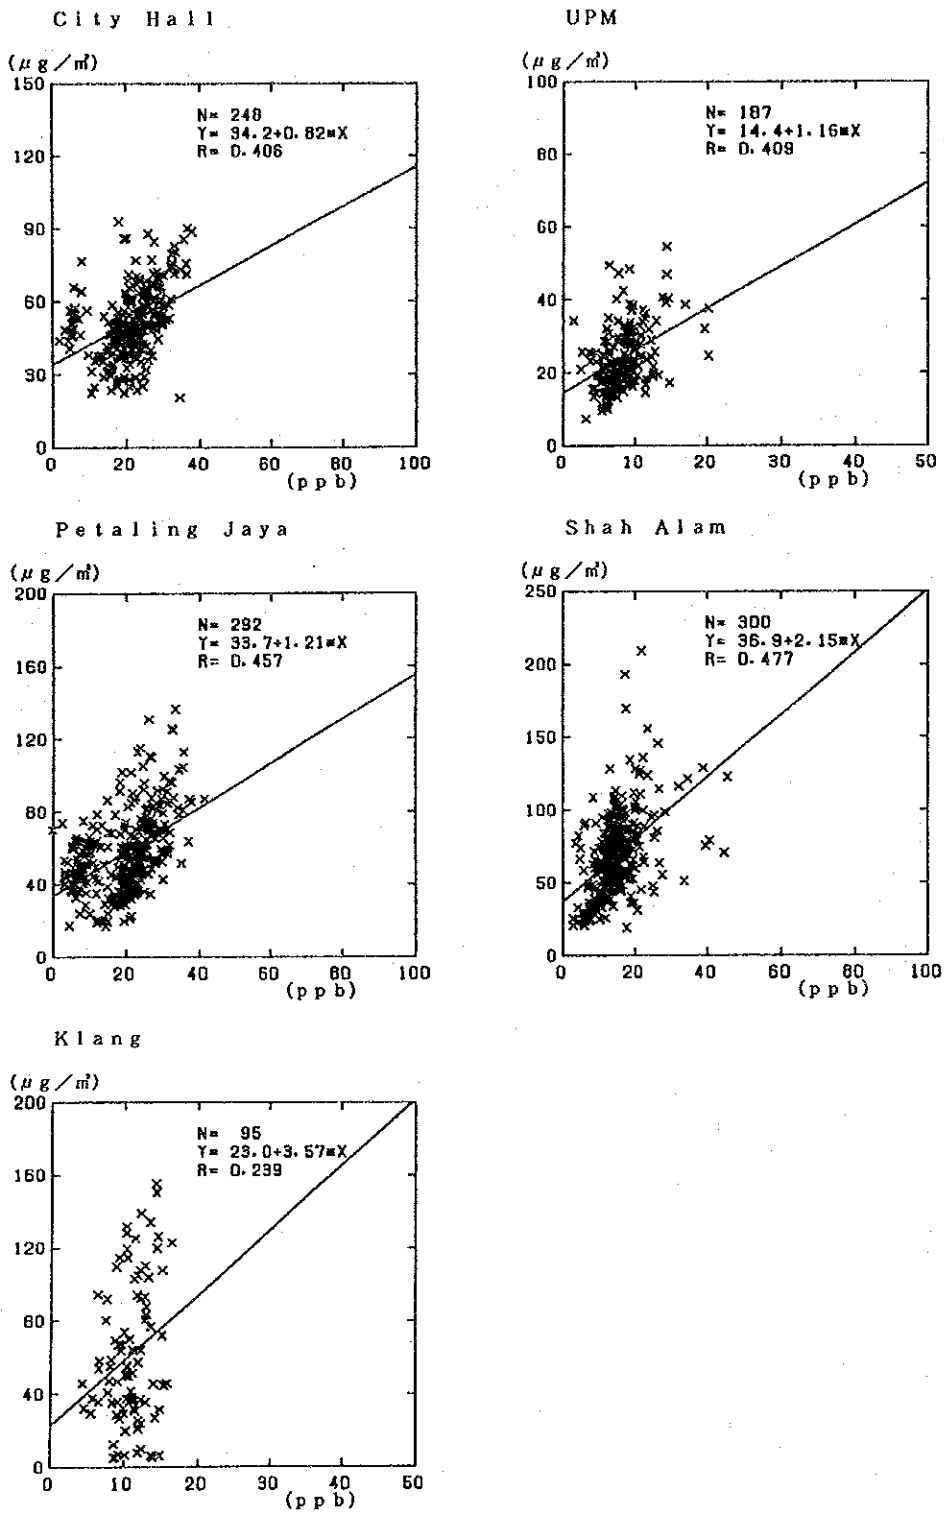 City Hall
(μg/㎥)
150
120
90
60
30
0
N= 248
Y= 34.2+0.82*X
R= 0.406
0 20 40 60 80 100
(ppb)
UPM
(μg/㎥)
100
80
60
40
20
0
N= 187
Y= 14.4+1.16*X
R= 0.409
0 10 20 30 40 50
(ppb)
Petaling Jaya
(μg/㎥)
200
160
120
80
40
0
N= 292
Y= 33.7+1.21*X
R= 0.457
0 20 40 60 80 100
(ppb)
Shah Alam
(μg/㎥)
250
200
150
100
50
0
N= 300
Y= 36.9+2.15*X
R= 0.477
0 20 40 60 80 100
(ppb)
Klang
(μg/㎥)
200
160
120
80
40
0
N= 95
Y= 23.0+3.57*X
R= 0.239
0 10 20 30 40 50
(ppb)